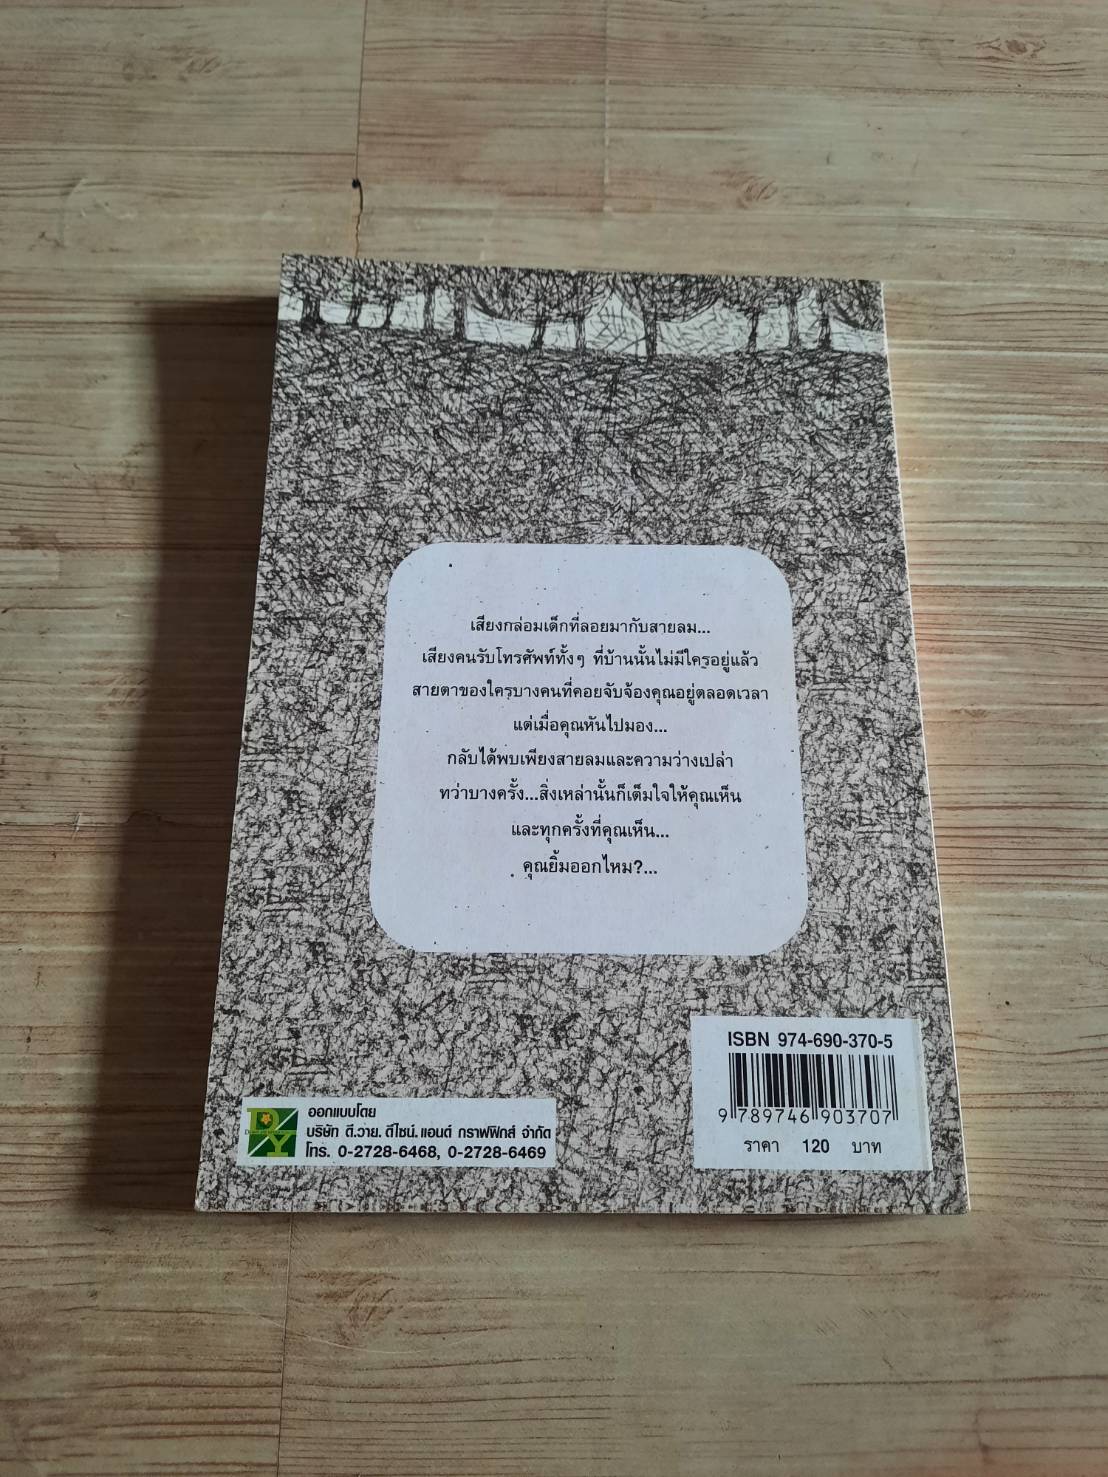 เสียงกล่อมเด็กที่ลอยมากับสายลม...
เสียงคนรับโทรศัพท์ทั้งๆ ที่บ้านนั้นไม่มีใครอยู่แล้ว
สายตาของใครบางคนที่คอยจับจ้องคุณอยู่ตลอดเวลา
แต่เมื่อคุณหันไปมอง...
กลับได้พบเพียงสายลมและความว่างเปล่า
ทว่าบางครั้ง...สิ่งเหล่านั้นก็เต็มใจให้คุณเห็น
และทุกครั้งที่คุณเห็น...
คุณยิ้มออกไหม?...
ISBN 974-690-370-5
9 789746 903707
ราคา 120 บาท
DY
ออกแบบโดย
บริษัท ดี.วาย. ดีไซน์. แอนด์ กราฟฟิกส์ จำกัด
โทร. 0-2728-6468, 0-2728-6469